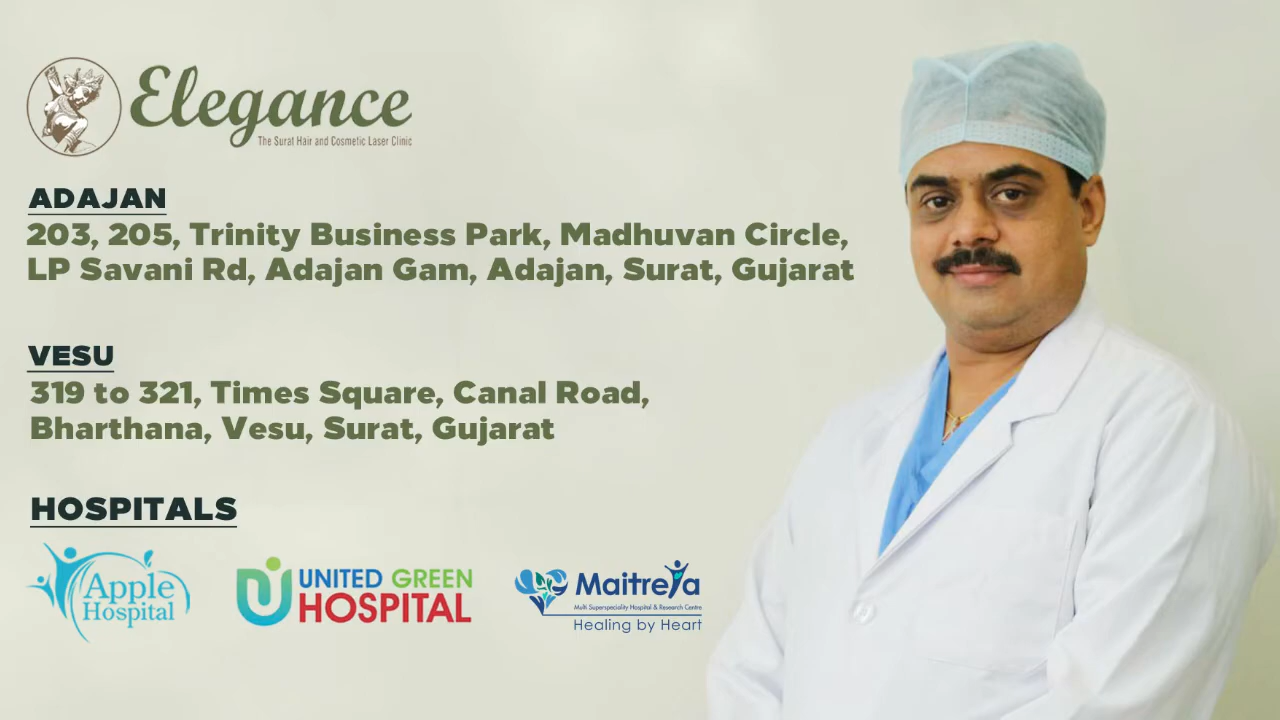 Elegance
The Surat Hair and Cosmetic Laser Clinic
ADAJAN
203, 205, Trinity Business Park, Madhuvan Circle,
LP Savani Rd, Adajan Gam, Adajan, Surat, Gujarat
VESU
319 to 321, Times Square, Canal Road,
Bharthana, Vesu, Surat, Gujarat
HOSPITALS
Apple
Hospital
UNITED GREEN
HOSPITAL
Maitreya
Multi Superspeciality Hospital & Research Centre
Healing by Heart